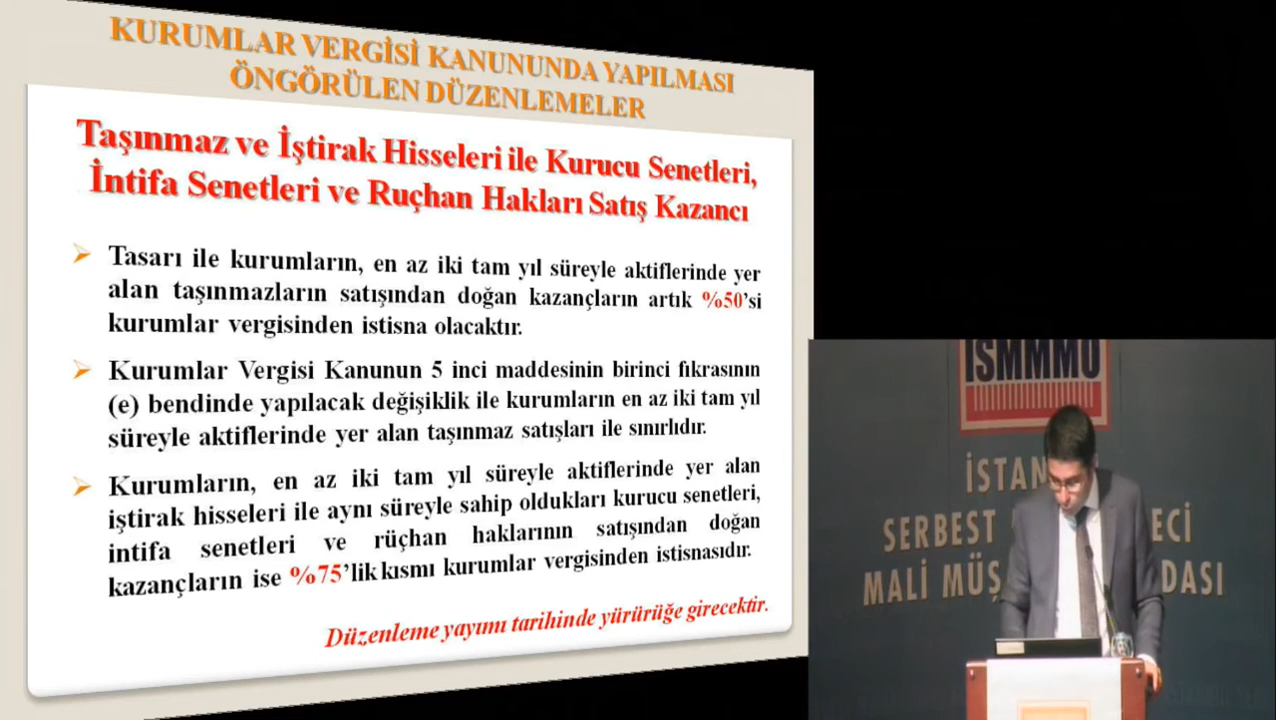 KURUMLAR VERGİSİ KANUNUNDA YAPILMASI
ÖNGÖRÜLEN DÜZENLEMELER
Taşınmaz ve İştirak Hisseleri ile Kurucu Senetleri,
İntifa Senetleri ve Ruçhan Hakları Satış Kazancı
Tasarı ile kurumların, en az iki tam yıl süreyle aktiflerinde yer
alan taşınmazların satışından doğan kazançların artık %50'si
kurumlar vergisinden istisna olacaktır.
Kurumlar Vergisi Kanunun 5 inci maddesinin birinci fıkrasının
(e) bendinde yapılacak değişiklik ile kurumların en az iki tam yıl
süreyle aktiflerinde yer alan taşınmaz satışları ile sınırlıdır.
Kurumların, en az iki tam yıl süreyle aktiflerinde yer alan
iştirak hisseleri ile aynı süreyle sahip oldukları kurucu senetleri,
intifa senetleri ve rüçhan haklarının satışından doğan
kazançların ise %75'lik kısmı kurumlar vergisinden istisnasıdır.
Düzenleme yayımı tarihinde yürürüğe girecektir.
İSMMMO
İSTAN
SERBEST ECİ
MALİ MÜŞ DASI